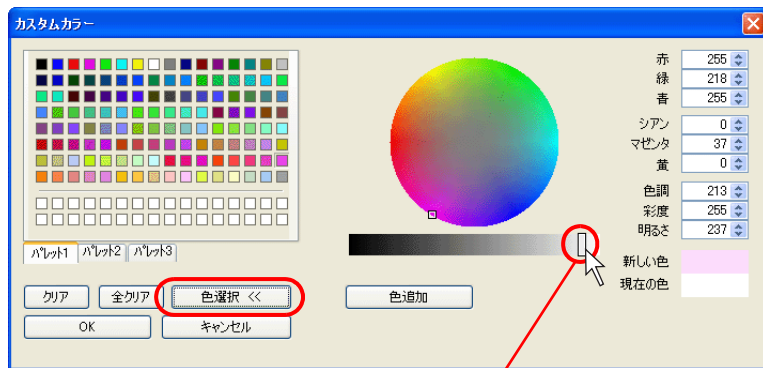 カスタムカラー
赤 255
緑 218
青 255
シアン 0
マゼンタ 37
黄 0
色調 213
彩度 255
明るさ 237
新しい色
現在の色
パレット1 パレット2 パレット3
クリア 全クリア 色選択 << 色追加
OK キャンセル